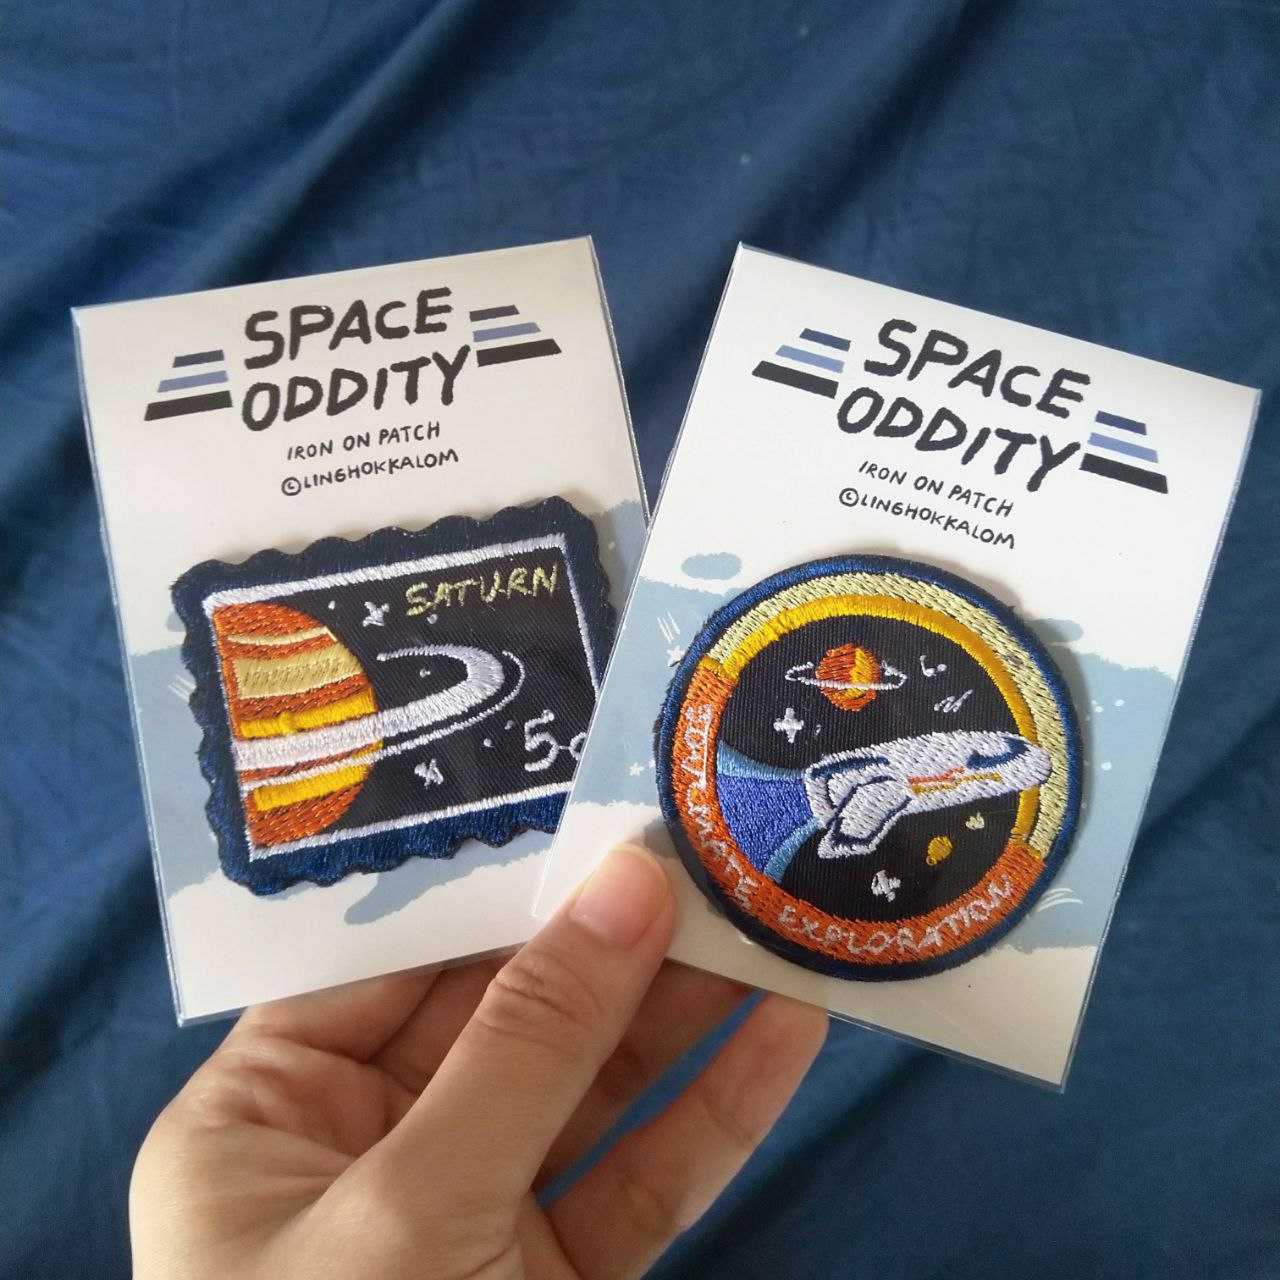 SPACE
ODDITY
IRON ON PATCH
©LINGHOKKALOM
SATURN
SPACE
ODDITY
IRON ON PATCH
©LINGHOKKALOM
EXPLORATION